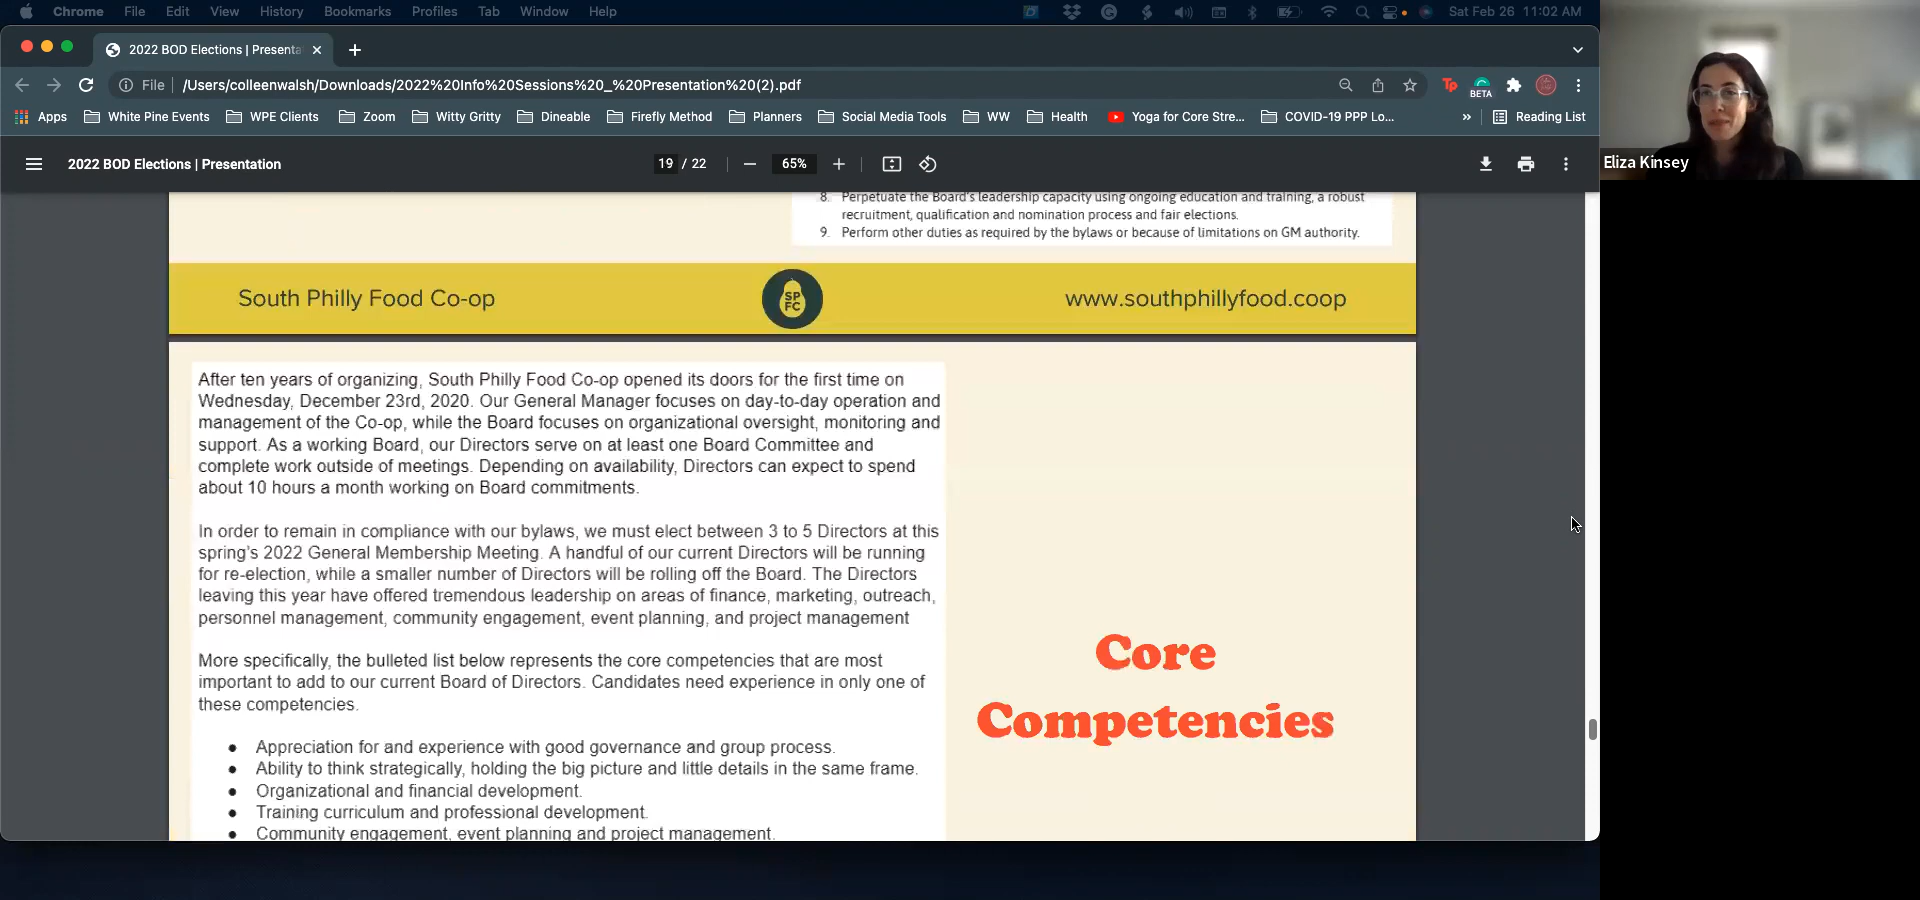 Chrome File Edit View History Bookmarks Profiles Tab Window Help Sat Feb 26 11:02 AM
2022 BOD Elections | Presenta
File /Users/colleenwalsh/Downloads/2022%20Info%20Sessions%20_%20Presentation%20(2).pdf
Tp BETA
Apps White Pine Events WPE Clients Zoom Witty Gritty Dineable Firefly Method Planners Social Media Tools WW Health Yoga for Core Stre... COVID-19 PPP Lo... » Reading List
2022 BOD Elections | Presentation 19 / 22 65%
Eliza Kinsey
8. Perpetuate the Board's leadership capacity using ongoing education and training, a robust
recruitment, qualification and nomination process and fair elections.
9. Perform other duties as required by the bylaws or because of limitations on GM authority.
South Philly Food Co-op
SP
FC
www.southphillyfood.coop
After ten years of organizing, South Philly Food Co-op opened its doors for the first time on
Wednesday, December 23rd, 2020. Our General Manager focuses on day-to-day operation and
management of the Co-op, while the Board focuses on organizational oversight, monitoring and
support. As a working Board, our Directors serve on at least one Board Committee and
complete work outside of meetings. Depending on availability, Directors can expect to spend
about 10 hours a month working on Board commitments.
In order to remain in compliance with our bylaws, we must elect between 3 to 5 Directors at this
spring's 2022 General Membership Meeting. A handful of our current Directors will be running
for re-election, while a smaller number of Directors will be rolling off the Board. The Directors
leaving this year have offered tremendous leadership on areas of finance, marketing, outreach,
personnel management, community engagement, event planning, and project management
More specifically, the bulleted list below represents the core competencies that are most
important to add to our current Board of Directors. Candidates need experience in only one of
these competencies.
● Appreciation for and experience with good governance and group process.
● Ability to think strategically, holding the big picture and little details in the same frame.
● Organizational and financial development.
● Training curriculum and professional development.
● Community engagement, event planning and project management.
Core
Competencies